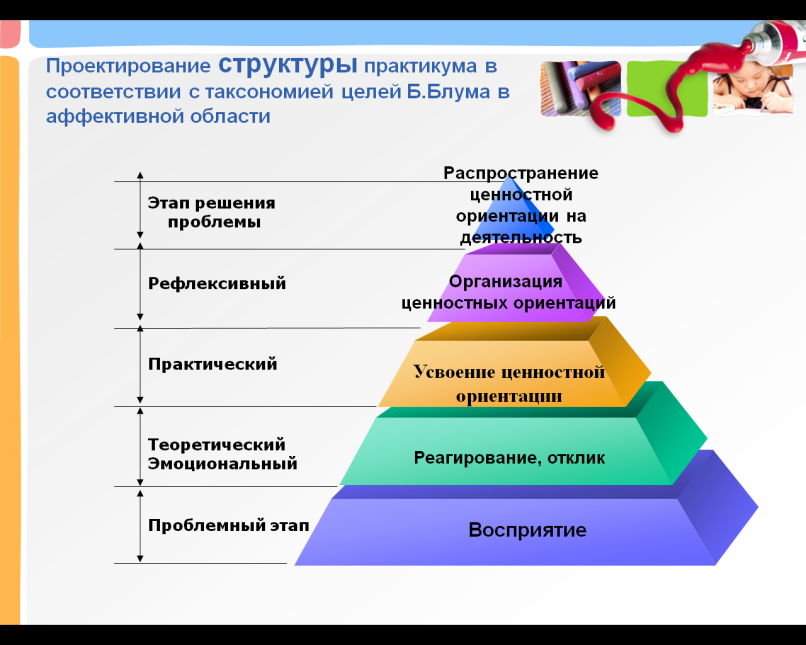 Проектирование структуры практикума в
соответствии с таксономией целей Б.Блума в
аффективной области
Распространение
ценностной
ориентации на
деятельность
Этап решения
проблемы
Организация
ценностных ориентаций
Рефлексивный
Усвоение ценностной
ориентации
Практический
Реагирование, отклик
Теоретический
Эмоциональный
Восприятие
Проблемный этап